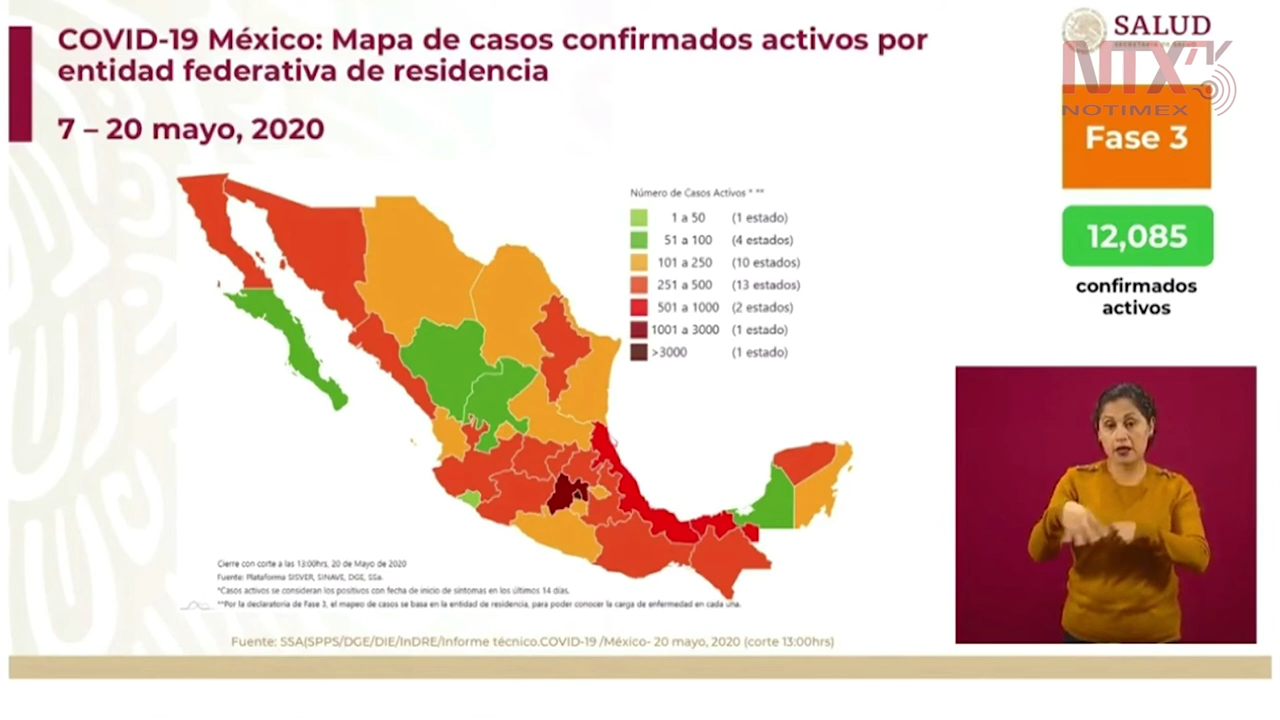 COVID-19 México: Mapa de casos confirmados activos por
entidad federativa de residencia
7 – 20 mayo, 2020
SALUD
SECRETARÍA DE SALUD
NTX
NOTIMEX
Fase 3
12,085
confirmados
activos
Número de Casos Activos * **
1 a 50 (1 estado)
51 a 100 (4 estados)
101 a 250 (10 estados)
251 a 500 (13 estados)
501 a 1000 (2 estados)
1001 a 3000 (1 estado)
>3000 (1 estado)
Cierre con corte a las 13:00hrs, 20 de Mayo de 2020
Fuente: Plataforma SISVER, SINAVE, DGE, SSa.
*Casos activos se consideran los positivos con fecha de inicio de síntomas en los últimos 14 días.
**Por la declaratoria de Fase 3, el mapeo de casos se basa en la entidad de residencia, para poder conocer la carga de enfermedad en cada una.
Fuente: SSA(SPPS/DGE/DIE/InDRE/Informe técnico.COVID-19 /México- 20 mayo, 2020 (corte 13:00hrs)